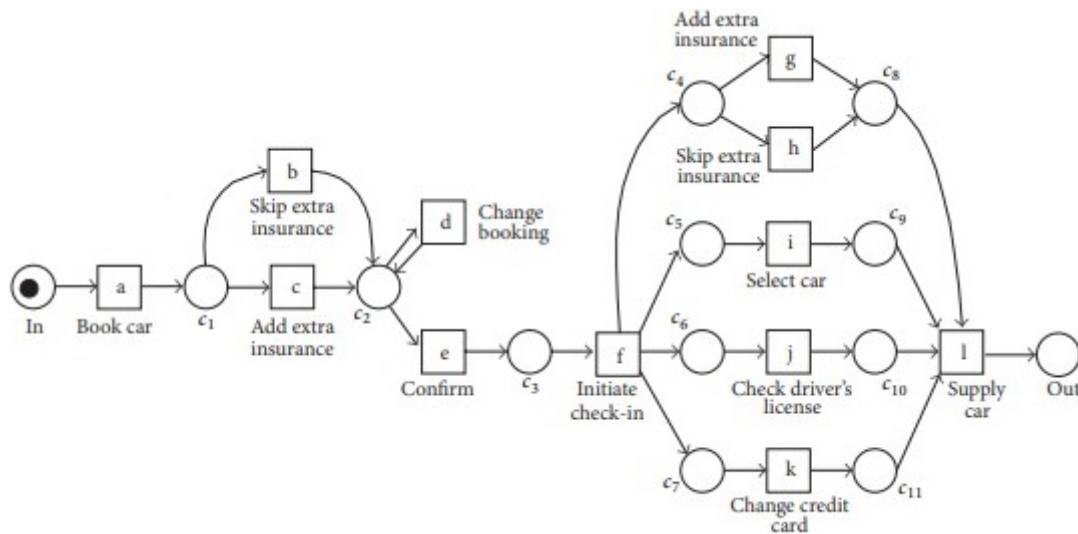 In
a
Book car
c1
b
Skip extra
insurance
c
Add extra
insurance
c2
d
Change
booking
e
Confirm
c3
f
Initiate
check-in
c4
Add extra
insurance
g
h
Skip extra
insurance
c8
c5
i
Select car
c9
c6
j
Check driver's
license
c10
c7
k
Change credit
card
c11
l
Supply
car
Out